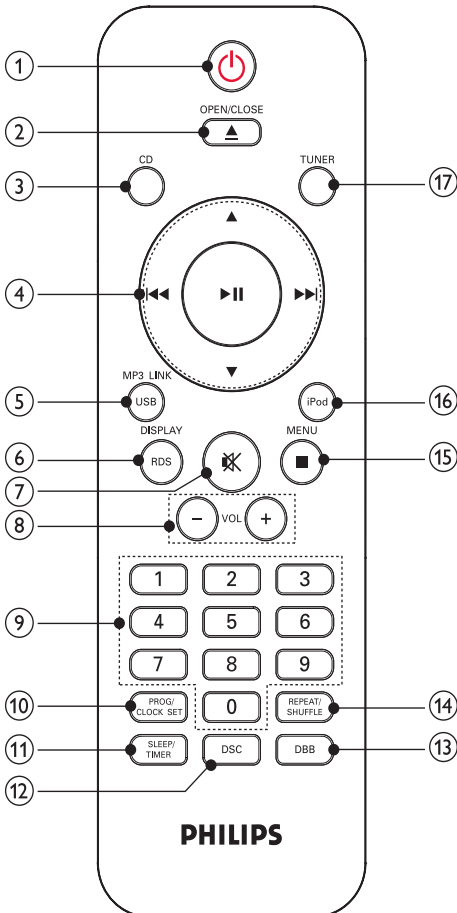 1
OPEN/CLOSE
2
CD
TUNER
3
17
4
MP3 LINK
5
USB
iPod
16
DISPLAY
MENU
6
RDS
15
7
8
VOL
1 2 3
9
4 5 6
7 8 9
10
PROG/
CLOCK SET
0
REPEAT/
SHUFFLE
14
11
SLEEP/
TIMER
DSC
DBB
13
12
PHILIPS